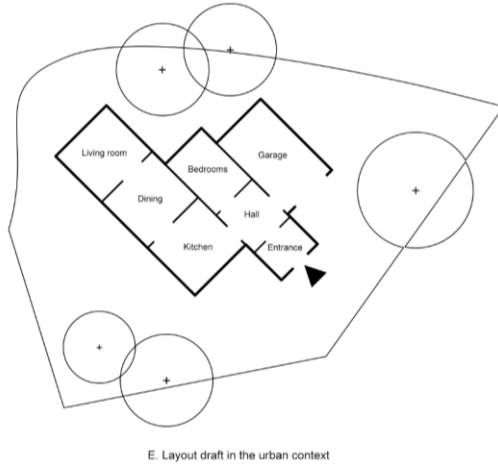 Living room
Garage
Bedrooms
Dining
Hall
Kitchen
Entrance
E. Layout draft in the urban context